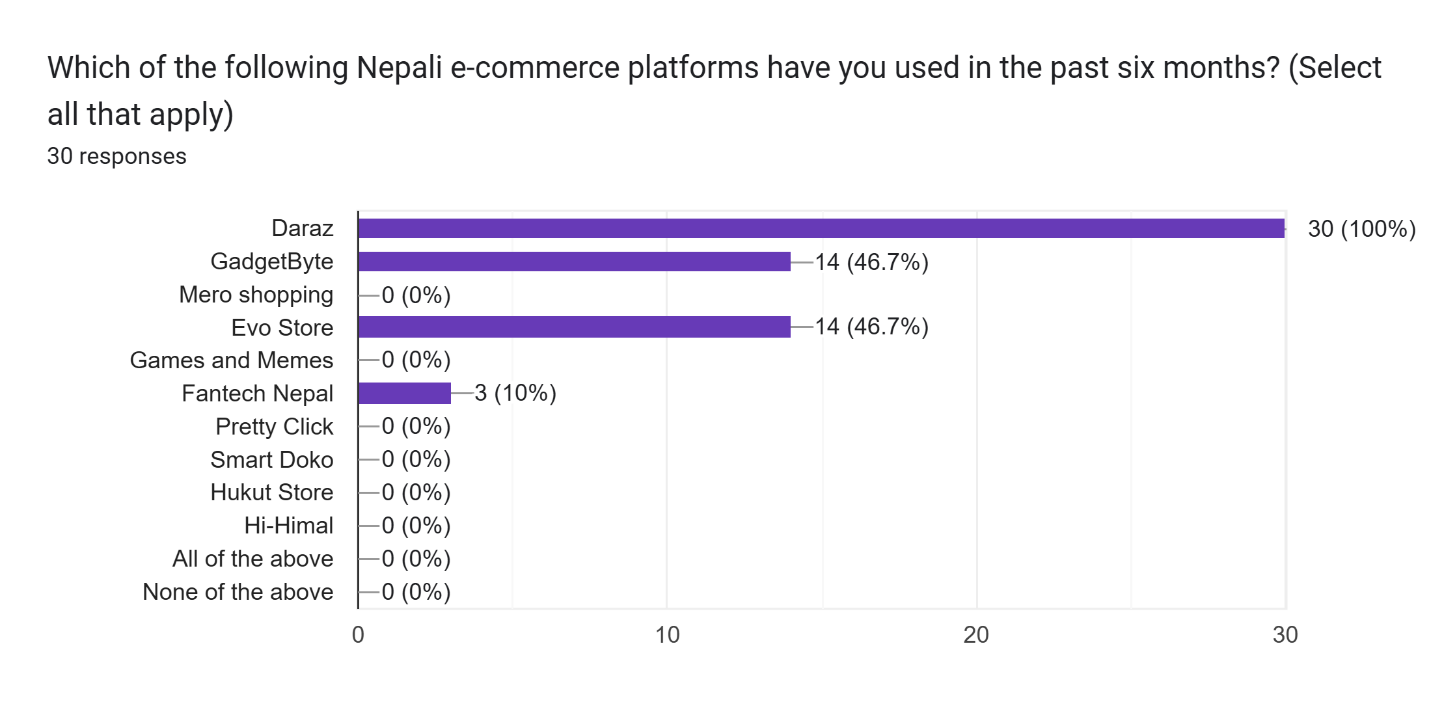 Which of the following Nepali e-commerce platforms have you used in the past six months? (Select
all that apply)
30 responses
Daraz 30 (100%)
GadgetByte 14 (46.7%)
Mero shopping 0 (0%)
Evo Store 14 (46.7%)
Games and Memes 0 (0%)
Fantech Nepal 3 (10%)
Pretty Click 0 (0%)
Smart Doko 0 (0%)
Hukut Store 0 (0%)
Hi-Himal 0 (0%)
All of the above 0 (0%)
None of the above 0 (0%)
0 10 20 30